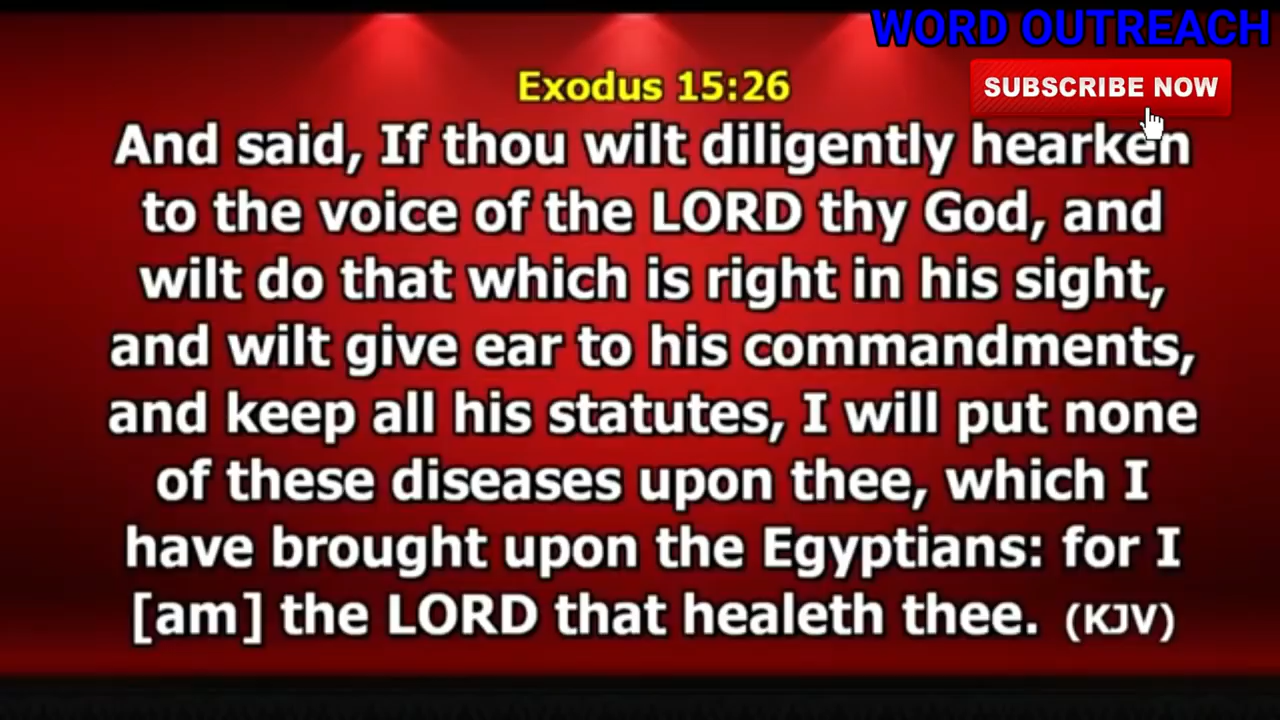 WORD OUTREACH
SUBSCRIBE NOW
Exodus 15:26
And said, If thou wilt diligently hearken
to the voice of the LORD thy God, and
wilt do that which is right in his sight,
and wilt give ear to his commandments,
and keep all his statutes, I will put none
of these diseases upon thee, which I
have brought upon the Egyptians: for I
[am] the LORD that healeth thee. (KJV)